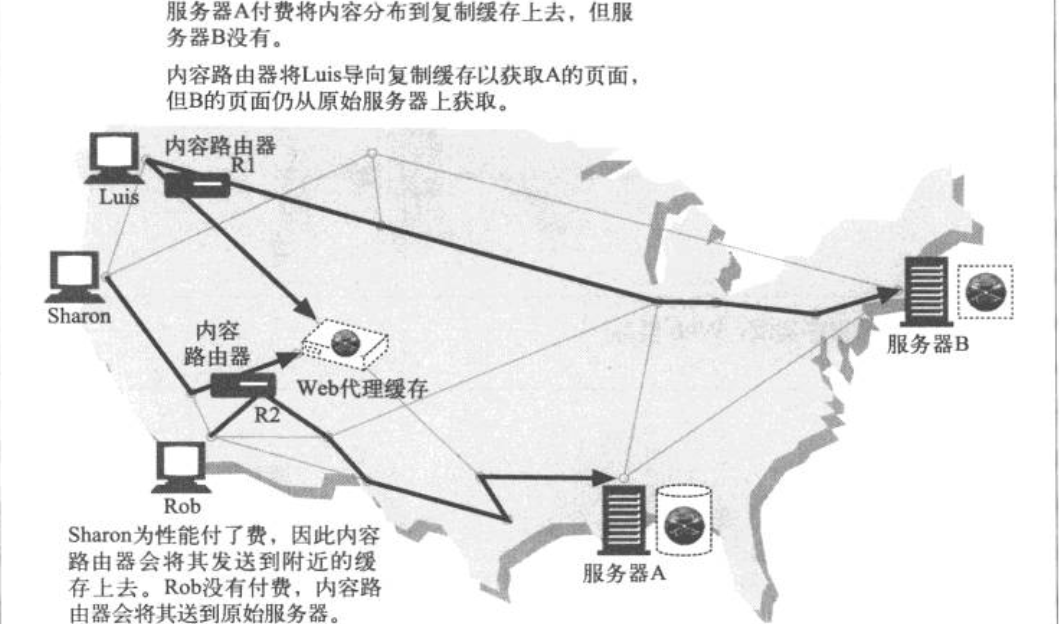 服务器A付费将内容分布到复制缓存上去，但服
务器B没有。
内容路由器将Luis导向复制缓存以获取A的页面，
但B的页面仍从原始服务器上获取。
内容路由器
R1
Luis
Sharon
内容
路由器
Web代理缓存
R2
服务器B
Rob
服务器A
Sharon为性能付了费，因此内容
路由器会将其发送到附近的缓
存上去。Rob没有付费，内容路
由器会将其送到原始服务器。